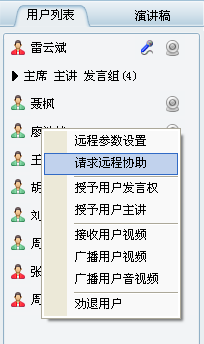 用户列表 演讲稿
雷云斌
主席 主讲 发言组(4)
聂枫
廖
王
胡
刘
周
张
周
远程参数设置
请求远程协助
授予用户发言权
授予用户主讲
接收用户视频
广播用户视频
广播用户音视频
劝退用户